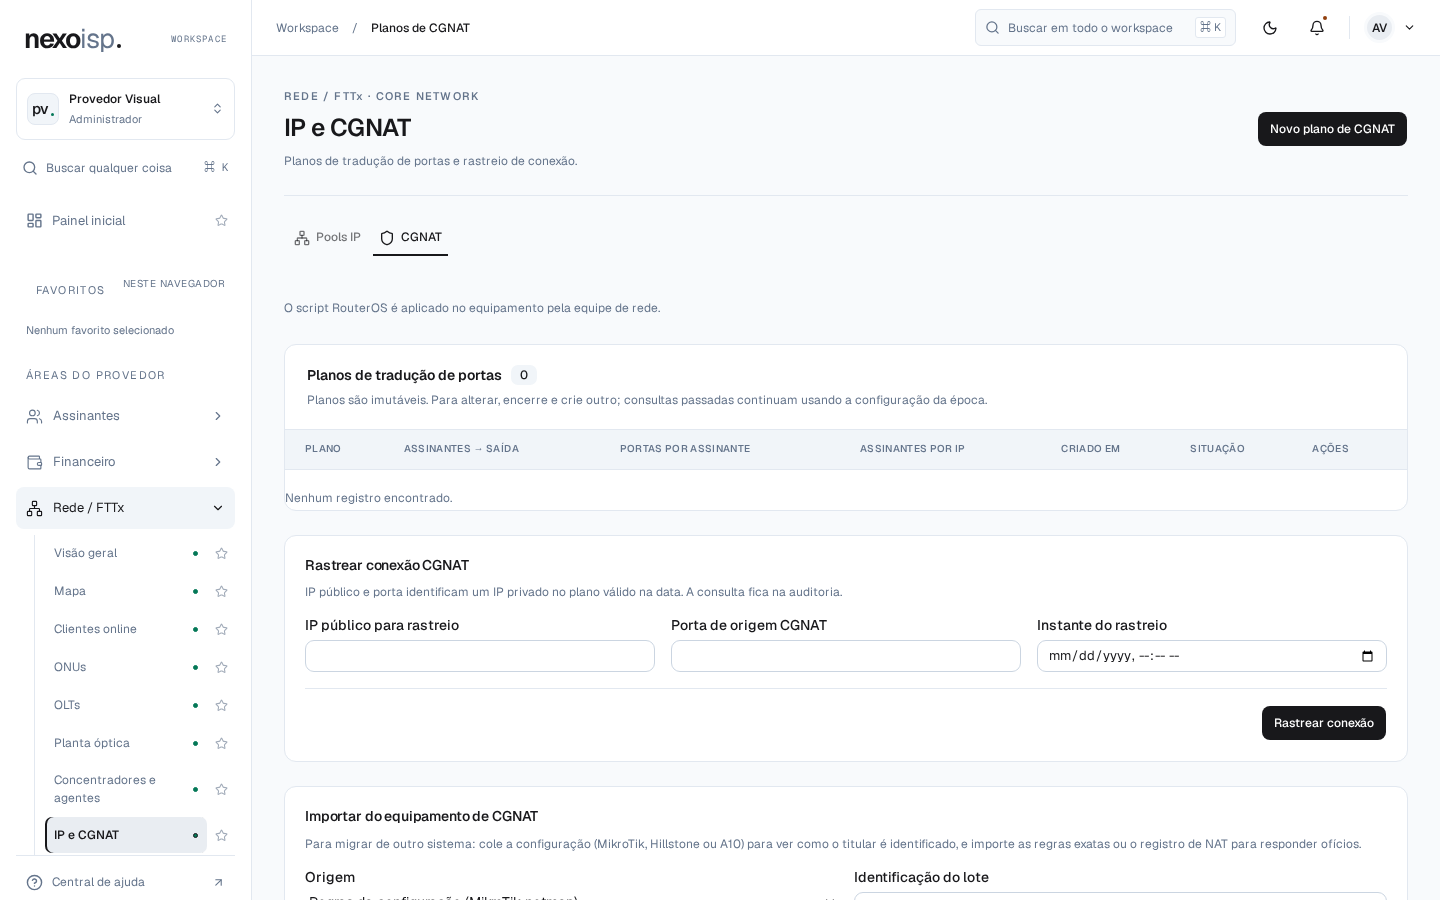 nexoisp.
WORKSPACE
pv.
Provedor Visual
Administrador
Buscar qualquer coisa
⌘ K
Painel inicial
FAVORITOS
NESTE NAVEGADOR
Nenhum favorito selecionado
ÁREAS DO PROVEDOR
Assinantes
Financeiro
Rede / FTTx
Visão geral
Mapa
Clientes online
ONUs
OLTs
Planta óptica
Concentradores e
agentes
IP e CGNAT
Central de ajuda
Workspace / Planos de CGNAT
Buscar em todo o workspace
⌘ K
AV
REDE / FTTx · CORE NETWORK
IP e CGNAT
Planos de tradução de portas e rastreio de conexão.
Novo plano de CGNAT
Pools IP
CGNAT
O script RouterOS é aplicado no equipamento pela equipe de rede.
Planos de tradução de portas 0
Planos são imutáveis. Para alterar, encerre e crie outro; consultas passadas continuam usando a configuração da época.
PLANO ASSINANTES → SAÍDA PORTAS POR ASSINANTE ASSINANTES POR IP CRIADO EM SITUAÇÃO AÇÕES
Nenhum registro encontrado.
Rastrear conexão CGNAT
IP público e porta identificam um IP privado no plano válido na data. A consulta fica na auditoria.
IP público para rastreio
Porta de origem CGNAT
Instante do rastreio
mm/dd/yyyy, --:-- --
Rastrear conexão
Importar do equipamento de CGNAT
Para migrar de outro sistema: cole a configuração (MikroTik, Hillstone ou A10) para ver como o titular é identificado, e importe as regras exatas ou o registro de NAT para responder ofícios.
Origem
Identificação do lote
Regras de configuração (MikroTik netmap)